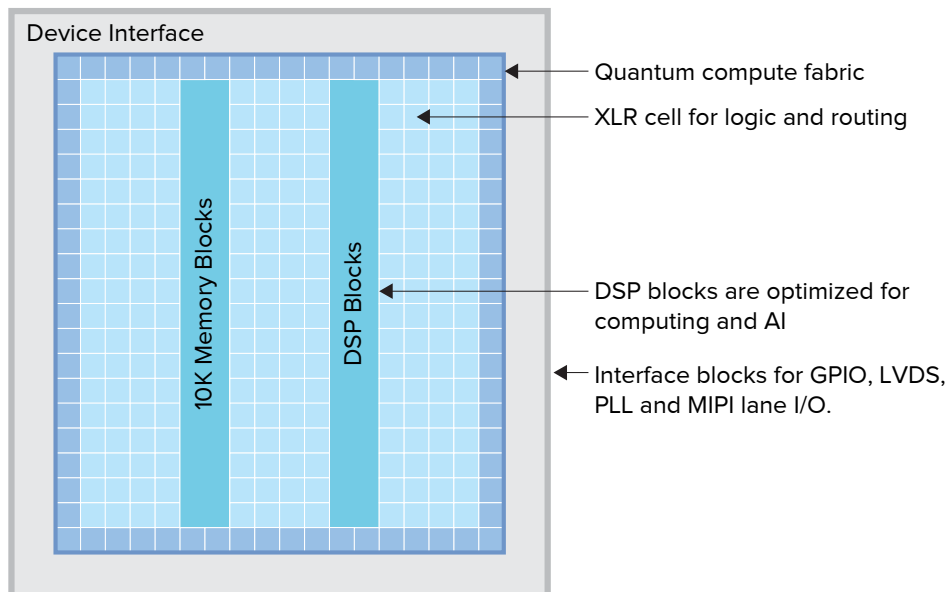 Device Interface
Quantum compute fabric
XLR cell for logic and routing
10K Memory Blocks
DSP Blocks
DSP blocks are optimized for
computing and AI
Interface blocks for GPIO, LVDS,
PLL and MIPI lane I/O.